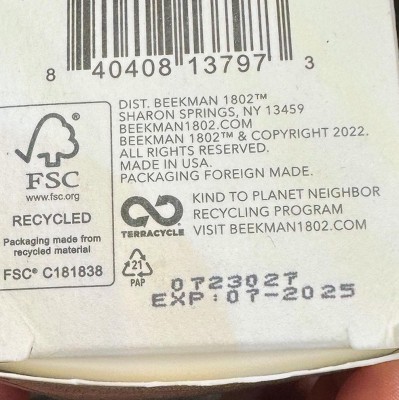 8 40408 13797 3
DIST. BEEKMAN 1802™
SHARON SPRINGS, NY 13459
BEEKMAN1802.COM
BEEKMAN 1802™ & COPYRIGHT 2022.
ALL RIGHTS RESERVED.
MADE IN USA.
PACKAGING FOREIGN MADE.
FSC
www.fsc.org
RECYCLED
Packaging made from
recycled material
FSC® C181838
TERRACYCLE
KIND TO PLANET NEIGHBOR
RECYCLING PROGRAM
VISIT BEEKMAN1802.COM
21
PAP
0723027
EXP:07-2025